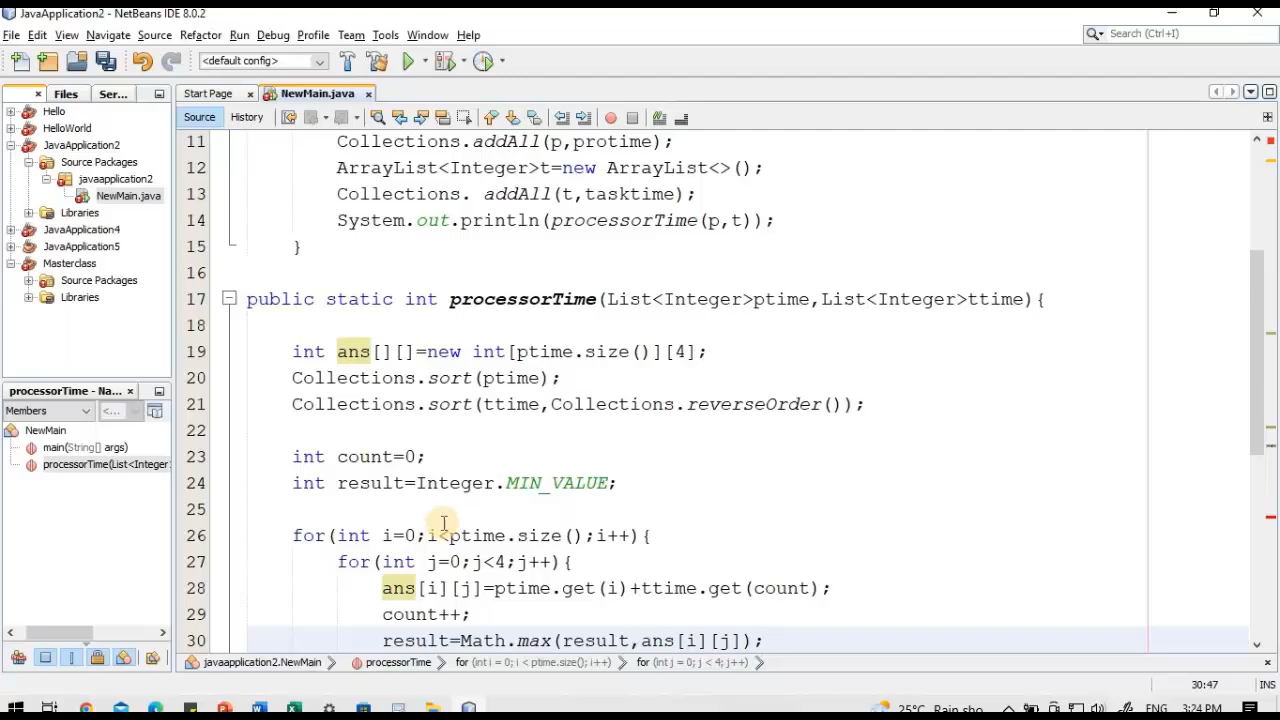 JavaApplication2 - NetBeans IDE 8.0.2
File Edit View Navigate Source Refactor Run Debug Profile Team Tools Window Help
Search (Ctrl+I)
<default config>
Files Ser...
Start Page NewMain.java
Source History
Hello
HelloWorld
JavaApplication2
Source Packages
javaapplication2
NewMain.java
Libraries
JavaApplication4
JavaApplication5
Masterclass
Source Packages
Libraries
processorTime - Na...
Members <...
NewMain
main(String[] args)
processorTime(List<Integer>
11 Collections.addAll(p,protime);
12 ArrayList<Integer>t=new ArrayList<>();
13 Collections. addAll(t,tasktime);
14 System.out.println(processorTime(p,t));
15 }
16
17 public static int processorTime(List<Integer>ptime,List<Integer>ttime){
18
19 int ans[][]=new int[ptime.size()][4];
20 Collections.sort(ptime);
21 Collections.sort(ttime,Collections.reverseOrder());
22
23 int count=0;
24 int result=Integer.MIN_VALUE;
25
26 for(int i=0;i<ptime.size();i++){
27 for(int j=0;j<4;j++){
28 ans[i][j]=ptime.get(i)+ttime.get(count);
29 count++;
30 result=Math.max(result,ans[i][j]);
javaapplication2.NewMain processorTime for (int i = 0; i < ptime.size(); i++) for (int j = 0; j < 4; j++)
30:47 INS
25°C Rain sho... ENG 3:24 PM